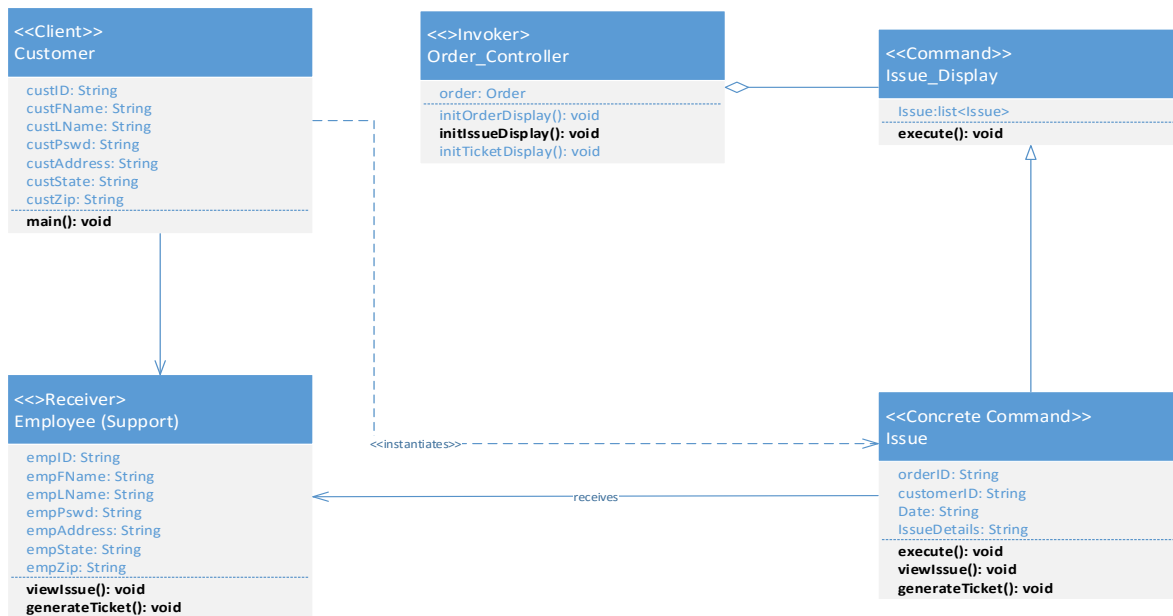 <<Client>>
Customer
custID: String
custFName: String
custLName: String
custPswd: String
custAddress: String
custState: String
custZip: String
main(): void
<<>Invoker>
Order_Controller
order: Order
initOrderDisplay(): void
initIssueDisplay(): void
initTicketDisplay(): void
<<Command>>
Issue_Display
Issue:list<Issue>
execute(): void
<<>Receiver>
Employee (Support)
empID: String
empFName: String
empLName: String
empPswd: String
empAddress: String
empState: String
empZip: String
viewIssue(): void
generateTicket(): void
<<instantiates>>
receives
<<Concrete Command>>
Issue
orderID: String
customerID: String
Date: String
IssueDetails: String
execute(): void
viewIssue(): void
generateTicket(): void